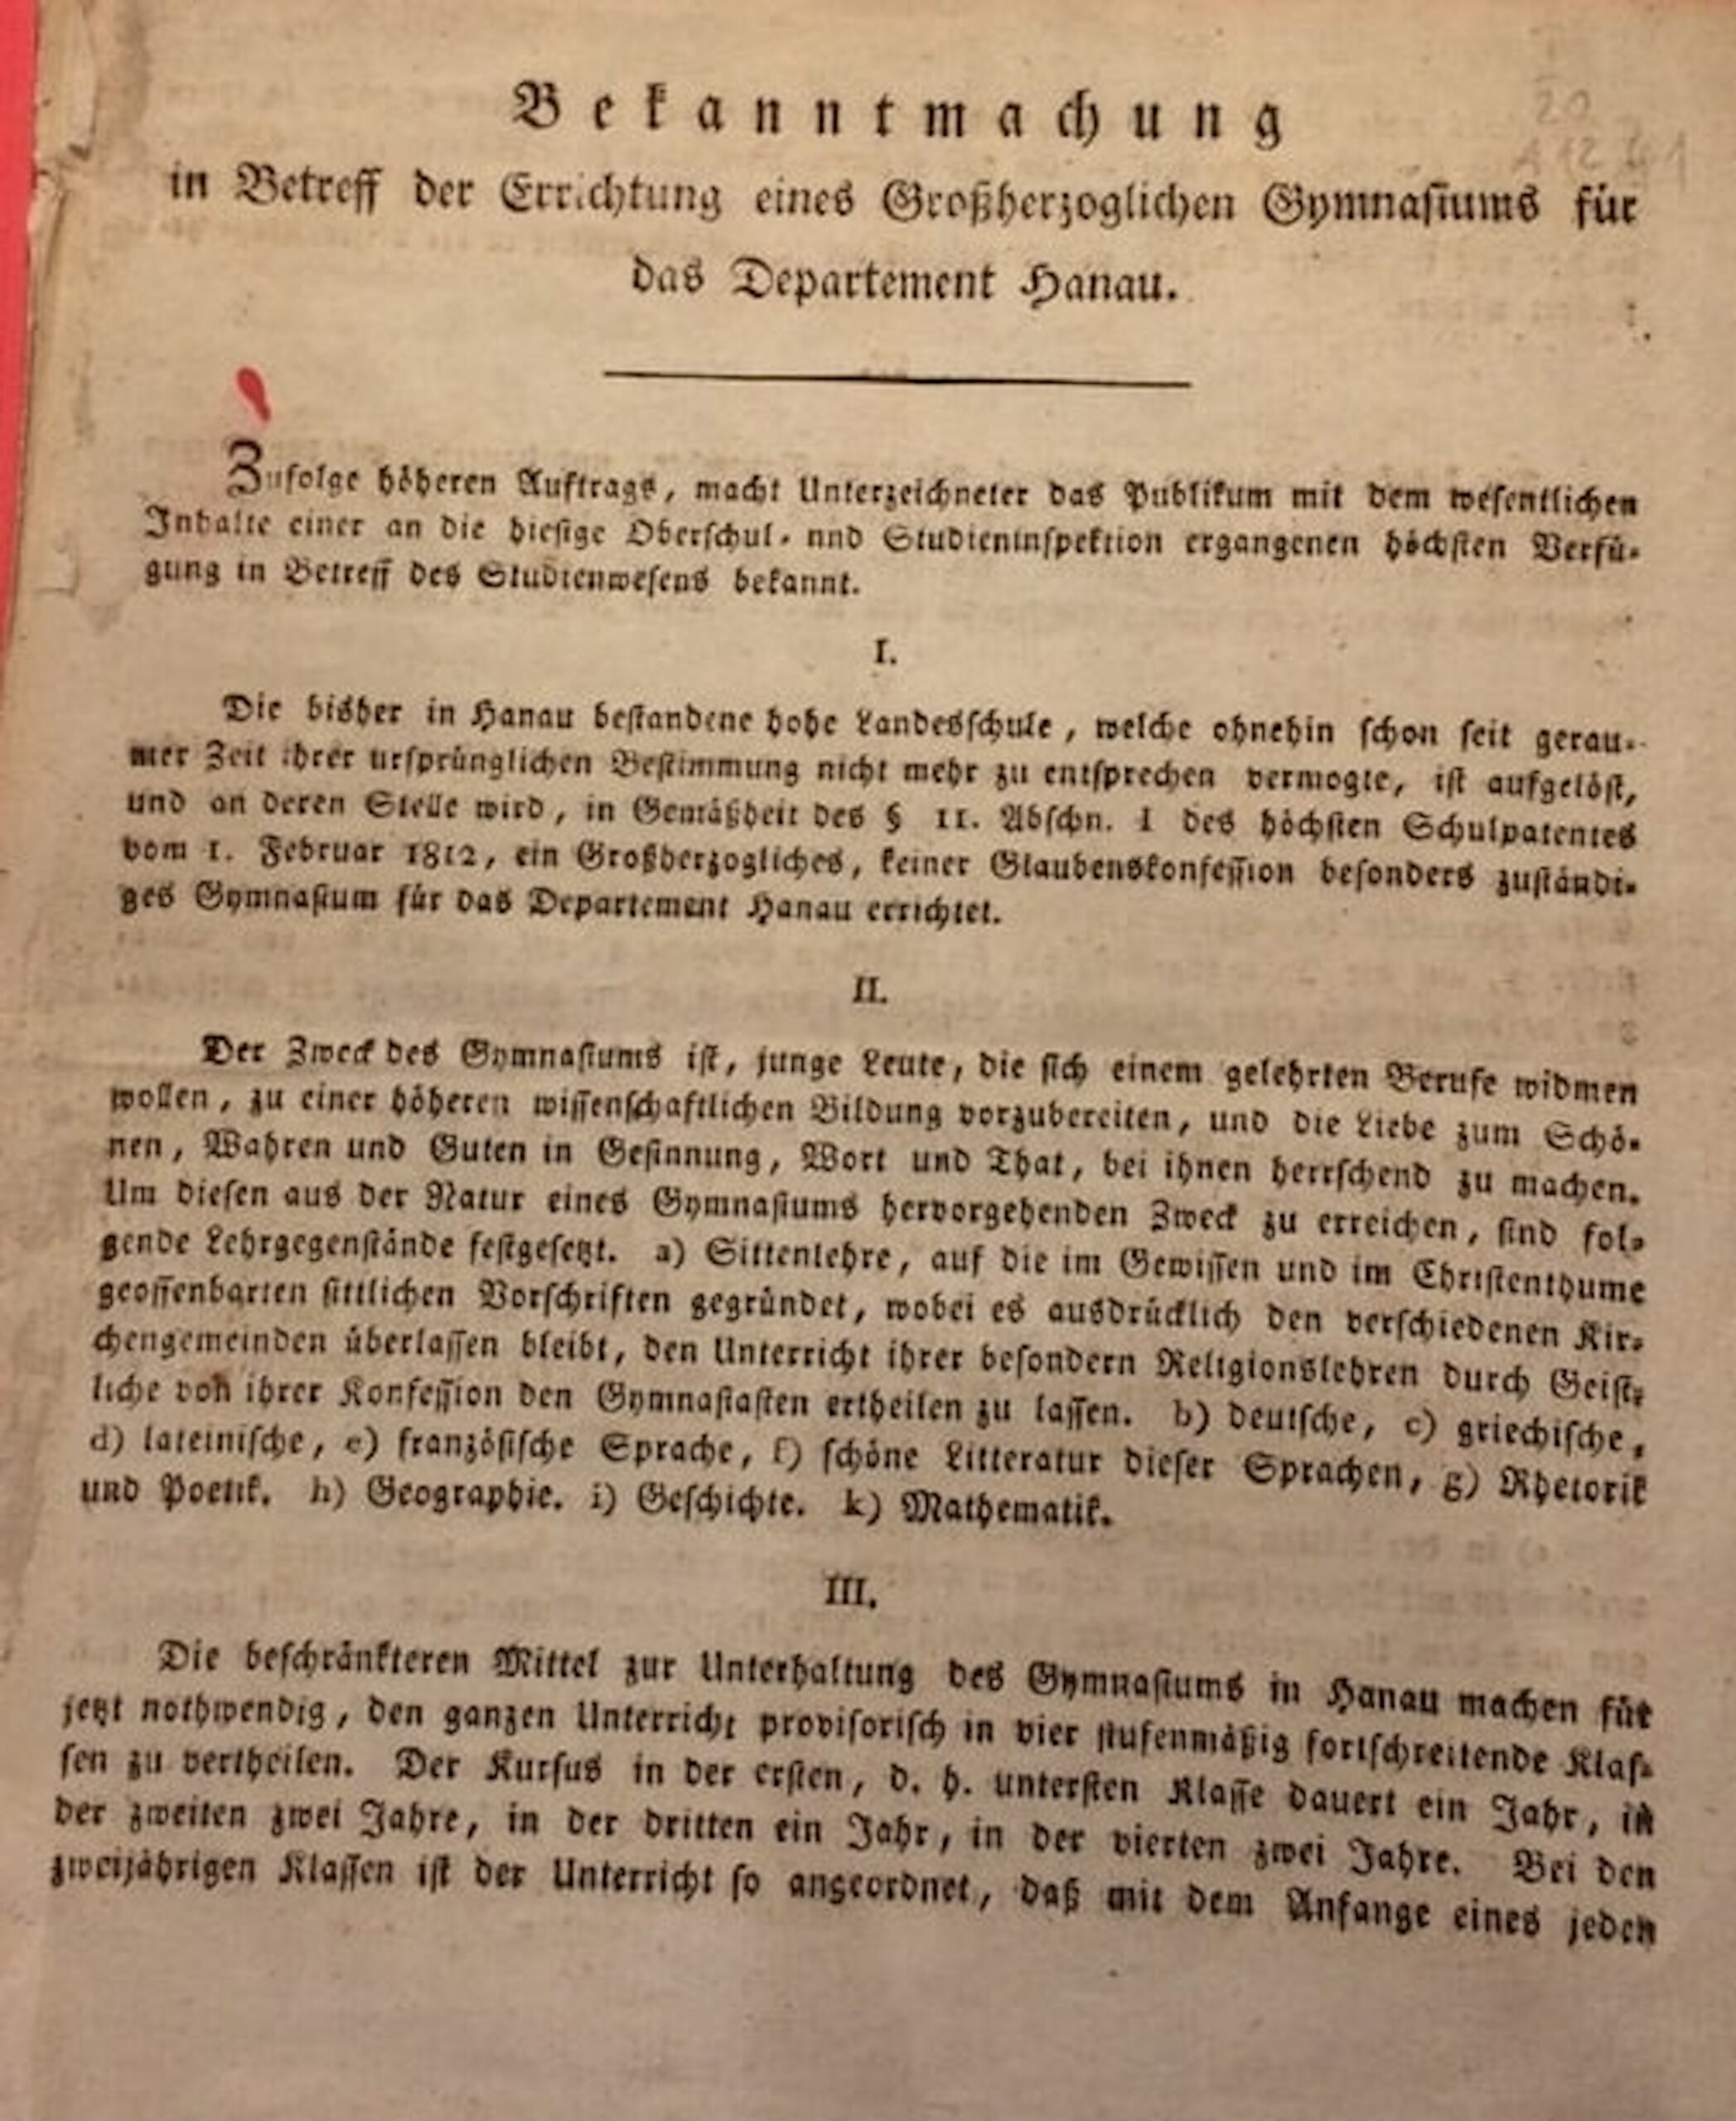 Bekanntmachung
in Betreff der Errichtung eines Großherzoglichen Gymnasiums für
das Departement Hanau.
20
A 12 41
Zufolge höheren Auftrags, macht Unterzeichneter das Publikum mit dem wesentlichen
Inhalte einer an die hiesige Oberschul- nnd Studieninspektion ergangenen höchsten Verfü-
gung in Betreff des Studienwesens bekannt.
I.
Die bisher in Hanau bestandene hohe Landesschule, welche ohnehin schon seit gerau-
mer Zeit ihrer ursprünglichen Bestimmung nicht mehr zu entsprechen vermogte, ist aufgelöst,
und an deren Stelle wird, in Gemäßheit des § 11. Abschn. I des höchsten Schulpatentes
vom 1. Februar 1812, ein Großherzogliches, keiner Glaubenskonfession besonders zuständi-
ges Gymnasium für das Departement Hanau errichtet.
II.
Der Zweck des Gymnasiums ist, junge Leute, die sich einem gelehrten Berufe widmen
wollen, zu einer höheren wissenschaftlichen Bildung vorzubereiten, und die Liebe zum Schö-
nen, Wahren und Guten in Gesinnung, Wort und That, bei ihnen herrschend zu machen.
Um diesen aus der Natur eines Gymnasiums hervorgehenden Zweck zu erreichen, sind fol-
gende Lehrgegenstände festgesetzt. a) Sittenlehre, auf die im Gewissen und im Christenthume
geoffenbarten sittlichen Vorschriften gegründet, wobei es ausdrücklich den verschiedenen Kir-
chengemeinden überlassen bleibt, den Unterricht ihrer besondern Religionslehren durch Geist-
liche von ihrer Konfession den Gymnasiasten ertheilen zu lassen. b) deutsche, c) griechische,
d) lateinische, e) französische Sprache, f) schöne Litteratur dieser Sprachen, g) Rhetorik
und Poetik. h) Geographie. i) Geschichte. k) Mathematik.
III.
Die beschränkteren Mittel zur Unterhaltung des Gymnasiums in Hanau machen für
jetzt nothwendig, den ganzen Unterricht provisorisch in vier stufenmäßig fortschreitende Klas-
sen zu vertheilen. Der Kursus in der ersten, d. h. untersten Klasse dauert ein Jahr, in
der zweiten zwei Jahre, in der dritten ein Jahr, in der vierten zwei Jahre. Bei den
zweijährigen Klassen ist der Unterricht so angeordnet, daß mit dem Anfange eines jeden